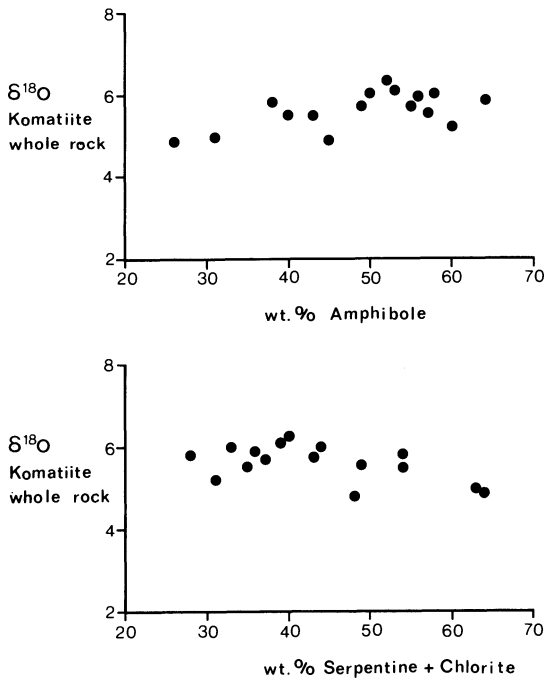 8
δ18O
6
Komatiite
whole rock
4
2
20 30 40 50 60 70
wt.% Amphibole
8
δ18O
6
Komatiite
whole rock
4
2
20 30 40 50 60 70
wt.% Serpentine + Chlorite